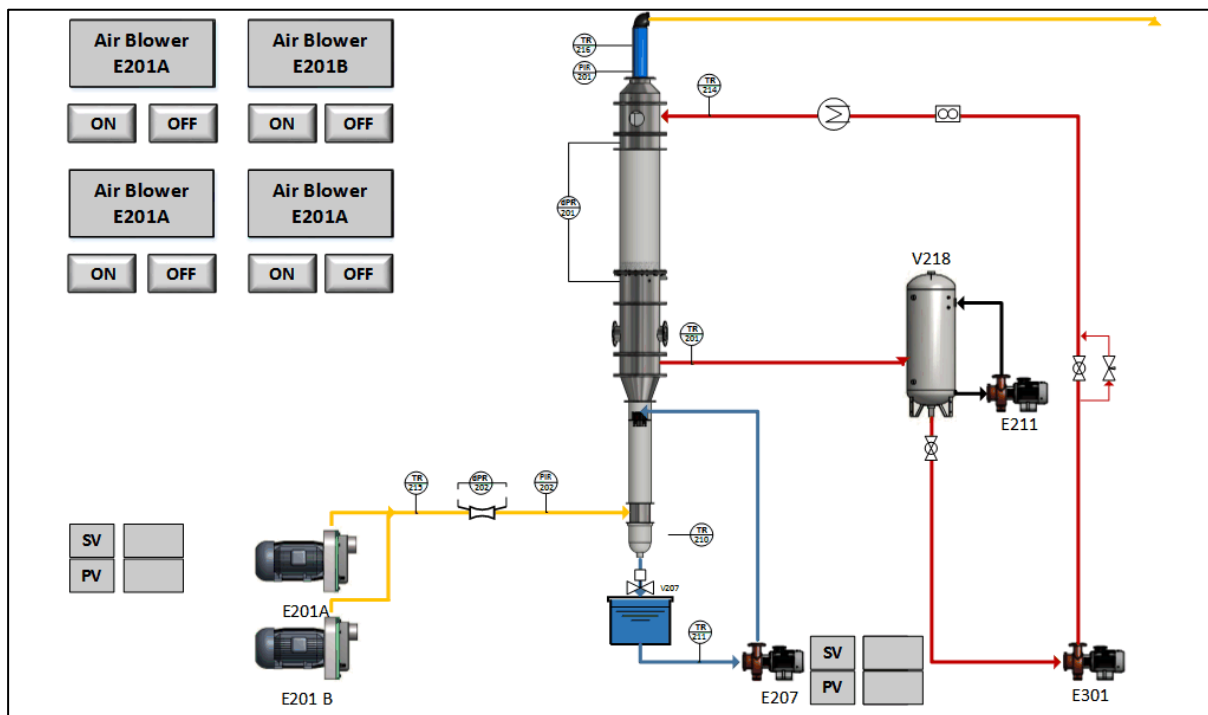 Air Blower
E201A
Air Blower
E201B
ON
OFF
ON
OFF
Air Blower
E201A
Air Blower
E201A
ON
OFF
ON
OFF
TR
216
PIR
201
TR
214
dPR
201
V218
TR
201
E211
TR
215
dPR
202
PIR
202
TR
210
V207
SV
PV
E201A
E201 B
TR
211
E207
SV
PV
E301